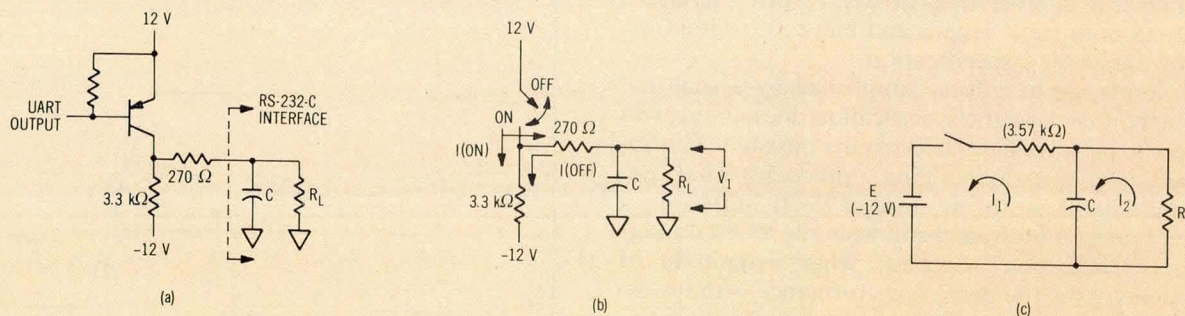 12 V
UART
OUTPUT
RS-232-C
INTERFACE
270 Ω
3.3 kΩ
C
R_L
-12 V
(a)
12 V
OFF
ON
I(ON)
270 Ω
I(OFF)
3.3 kΩ
C
R_L
V_1
-12 V
(b)
(3.57 kΩ)
E
(-12 V)
I_1
C
I_2
R
(c)